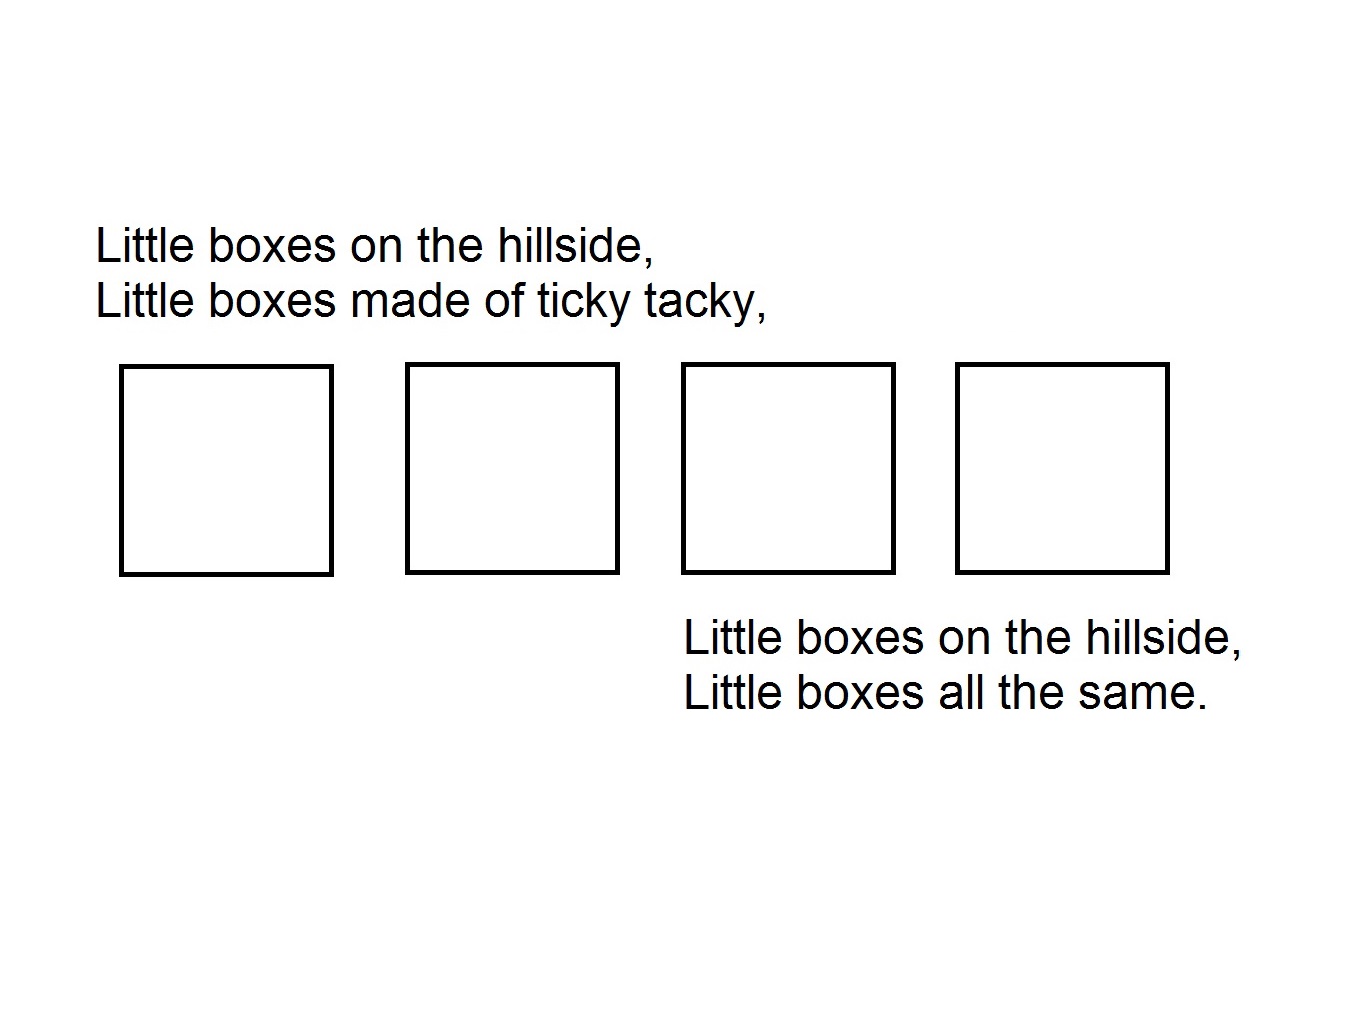 Little boxes on the hillside,
Little boxes made of ticky tacky,
Little boxes on the hillside,
Little boxes all the same.